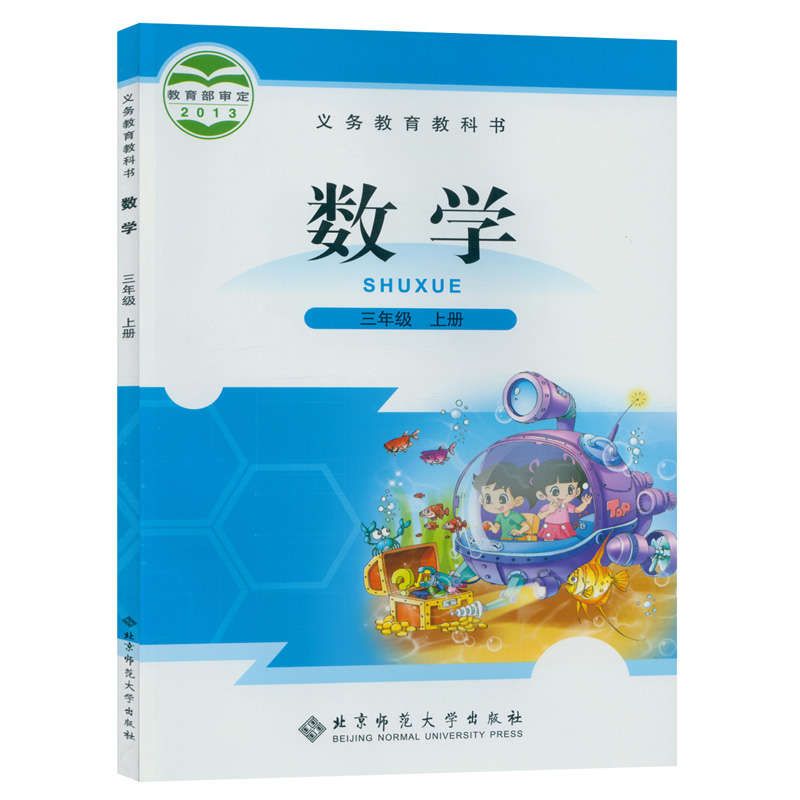 教育部审定
2013
义务教育教科书
数学
SHUXUE
三年级 上册
TOP
北京师范大学出版社
BEIJING NORMAL UNIVERSITY PRESS
义务教育教科书
数学
三年级 上册
北京师范大学出版社